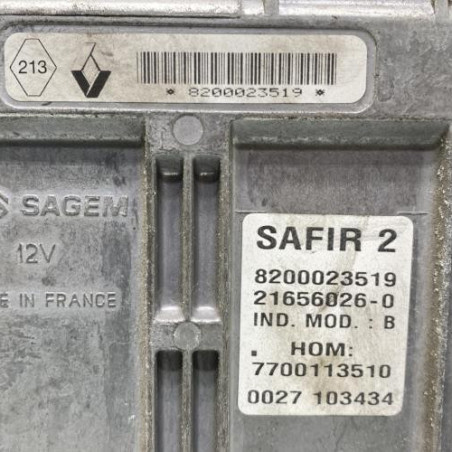 213
* 8200023519 *
SAGEM
12V
E IN FRANCE
SAFIR 2
8200023519
21656026-0
IND. MOD. : B
. HOM:
7700113510
0027 103434